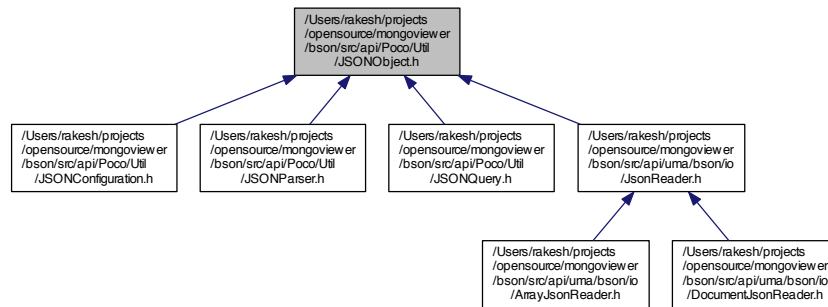 /Users/rakesh/projects
/opensource/mongoviewer
/bson/src/api/Poco/Util
/JSONObject.h
/Users/rakesh/projects
/opensource/mongoviewer
/bson/src/api/Poco/Util
/JSONConfiguration.h
/Users/rakesh/projects
/opensource/mongoviewer
/bson/src/api/Poco/Util
/JSONParser.h
/Users/rakesh/projects
/opensource/mongoviewer
/bson/src/api/Poco/Util
/JSONQuery.h
/Users/rakesh/projects
/opensource/mongoviewer
/bson/src/api/uma/bson/io
/JsonReader.h
/Users/rakesh/projects
/opensource/mongoviewer
/bson/src/api/uma/bson/io
/ArrayJsonReader.h
/Users/rakesh/projects
/opensource/mongoviewer
/bson/src/api/uma/bson/io
/DocumentJsonReader.h